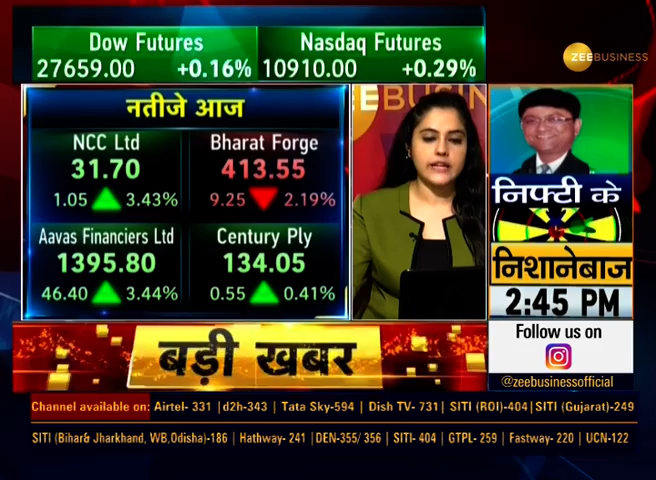 Dow Futures
27659.00 +0.16%
Nasdaq Futures
10910.00 +0.29%
ZEEBUSINESS
नतीजे आज
NCC Ltd
31.70
1.05 3.43%
Bharat Forge
413.55
9.25 2.19%
Aavas Financiers Ltd
1395.80
46.40 3.44%
Century Ply
134.05
0.55 0.41%
EEBUSIN
निफ्टी के
निशानेबाज
2:45 PM
Follow us on
@zeebusinessofficial
बड़ी खबर
Channel available on: Airtel- 331 |d2h-343 | Tata Sky-594 | Dish TV- 731| SITI (ROI)-404|SITI (Gujarat)-249
SITI (Bihar& Jharkhand, WB,Odisha)-186 | Hathway- 241 |DEN-355/ 356 | SITI- 404 | GTPL- 259 | Fastway- 220 | UCN-122